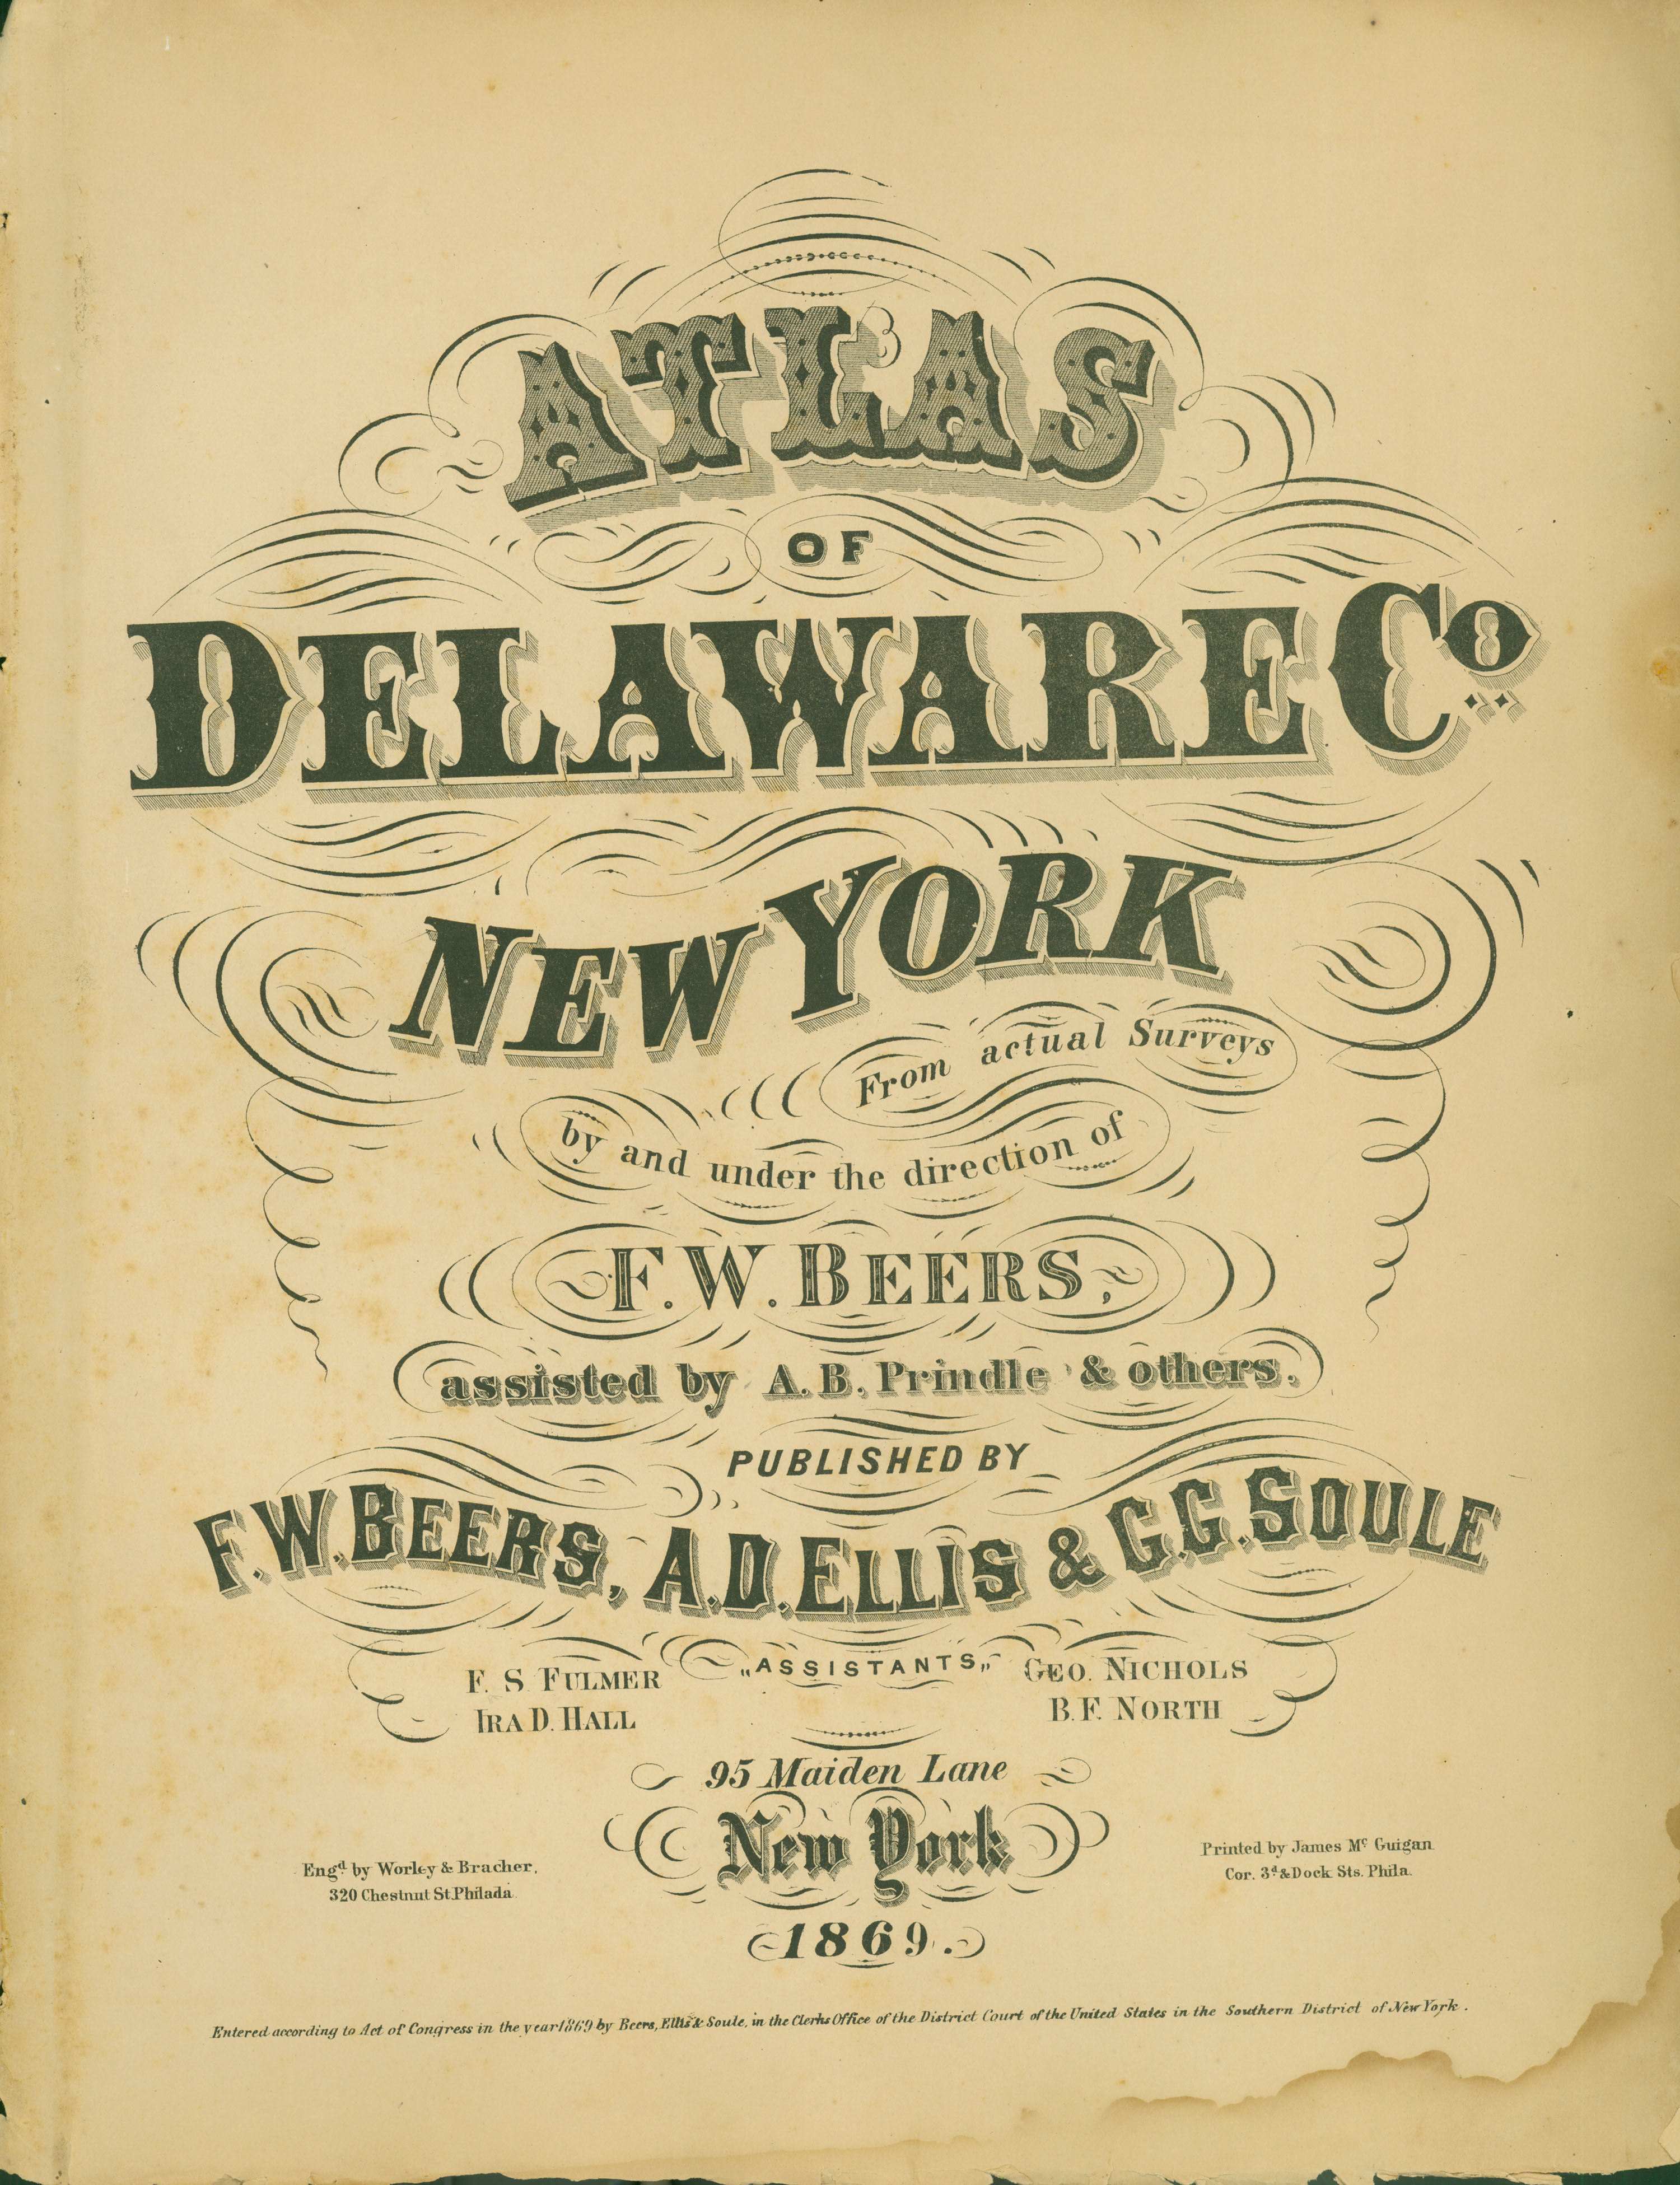 ATLAS
OF
DELAWARE Co
NEW YORK
From actual Surveys
by and under the direction of
F. W. BEERS,
assisted by A. B. Prindle & others.
PUBLISHED BY
F. W. BEERS, A. D. ELLIS & G. G. SOULE
„ASSISTANTS„
F. S. FULMER
IRA D. HALL
GEO. NICHOLS
B. F. NORTH
95 Maiden Lane
New York
1869.
Engd. by Worley & Bracher,
320 Chestnut St. Philada.
Printed by James Mc Guigan
Cor. 3d & Dock Sts. Phila.
Entered according to Act of Congress in the year 1869 by Beers, Ellis & Soule, in the Clerks Office of the District Court of the United States in the Southern District of New York.